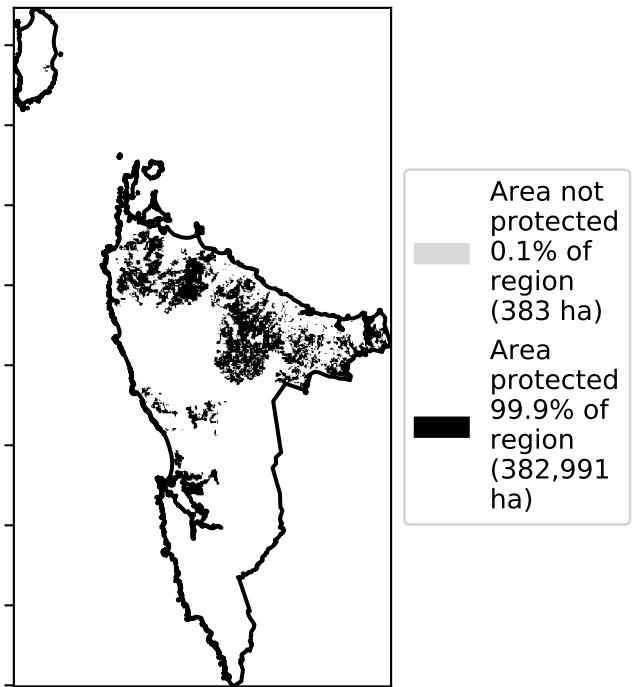 Area not
protected
0.1% of
region
(383 ha)
Area
protected
99.9% of
region
(382,991
ha)